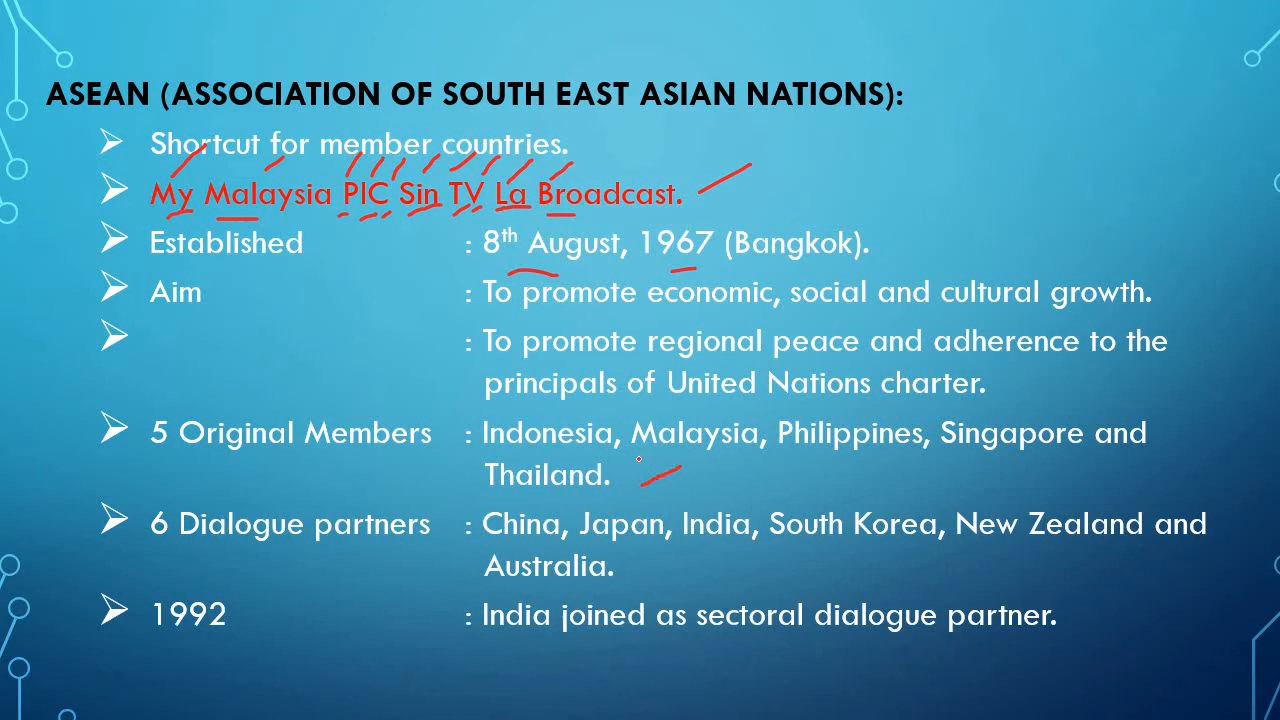 ASEAN (ASSOCIATION OF SOUTH EAST ASIAN NATIONS):
Shortcut for member countries.
My Malaysia PIC Sin TV La Broadcast.
Established : 8th August, 1967 (Bangkok).
Aim : To promote economic, social and cultural growth.
: To promote regional peace and adherence to the
principals of United Nations charter.
5 Original Members : Indonesia, Malaysia, Philippines, Singapore and
Thailand.
6 Dialogue partners : China, Japan, India, South Korea, New Zealand and
Australia.
1992 : India joined as sectoral dialogue partner.